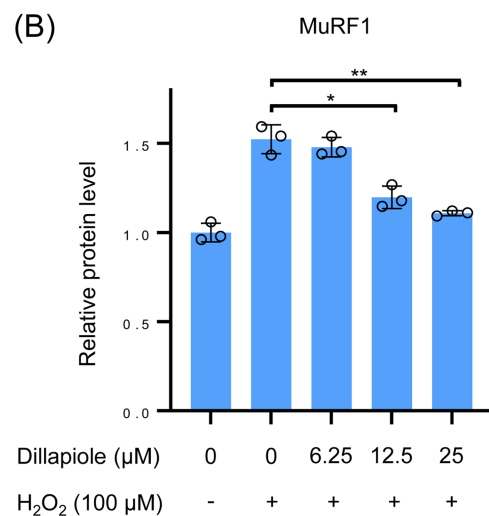 (B)
MuRF1
**
*
Relative protein level
1.5
1.0
0.5
0.0
Dillapiole (μM) 0 0 6.25 12.5 25
H₂O₂ (100 μM) - + + + +